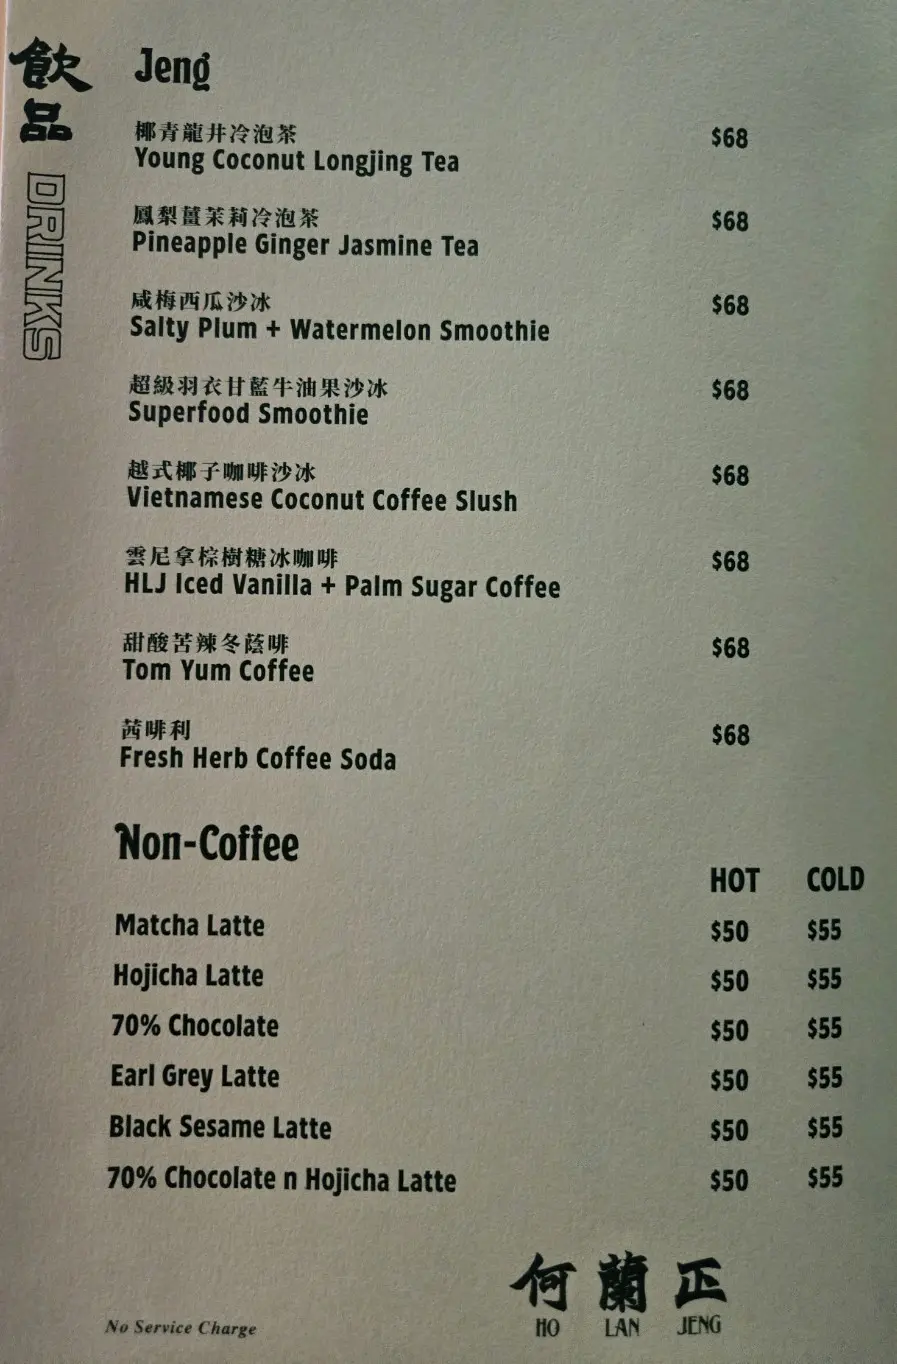 飲品 DRINKS
Jeng
椰青龍井冷泡茶
Young Coconut Longjing Tea $68
鳳梨薑茉莉冷泡茶
Pineapple Ginger Jasmine Tea $68
咸梅西瓜沙冰
Salty Plum + Watermelon Smoothie $68
超級羽衣甘藍牛油果沙冰
Superfood Smoothie $68
越式椰子咖啡沙冰
Vietnamese Coconut Coffee Slush $68
雲尼拿棕樹糖冰咖啡
HLJ Iced Vanilla + Palm Sugar Coffee $68
甜酸苦辣冬蔭啡
Tom Yum Coffee $68
茜啡利
Fresh Herb Coffee Soda $68
Non-Coffee
HOT COLD
Matcha Latte $50 $55
Hojicha Latte $50 $55
70% Chocolate $50 $55
Earl Grey Latte $50 $55
Black Sesame Latte $50 $55
70% Chocolate n Hojicha Latte $50 $55
何蘭正
HO LAN JENG
No Service Charge